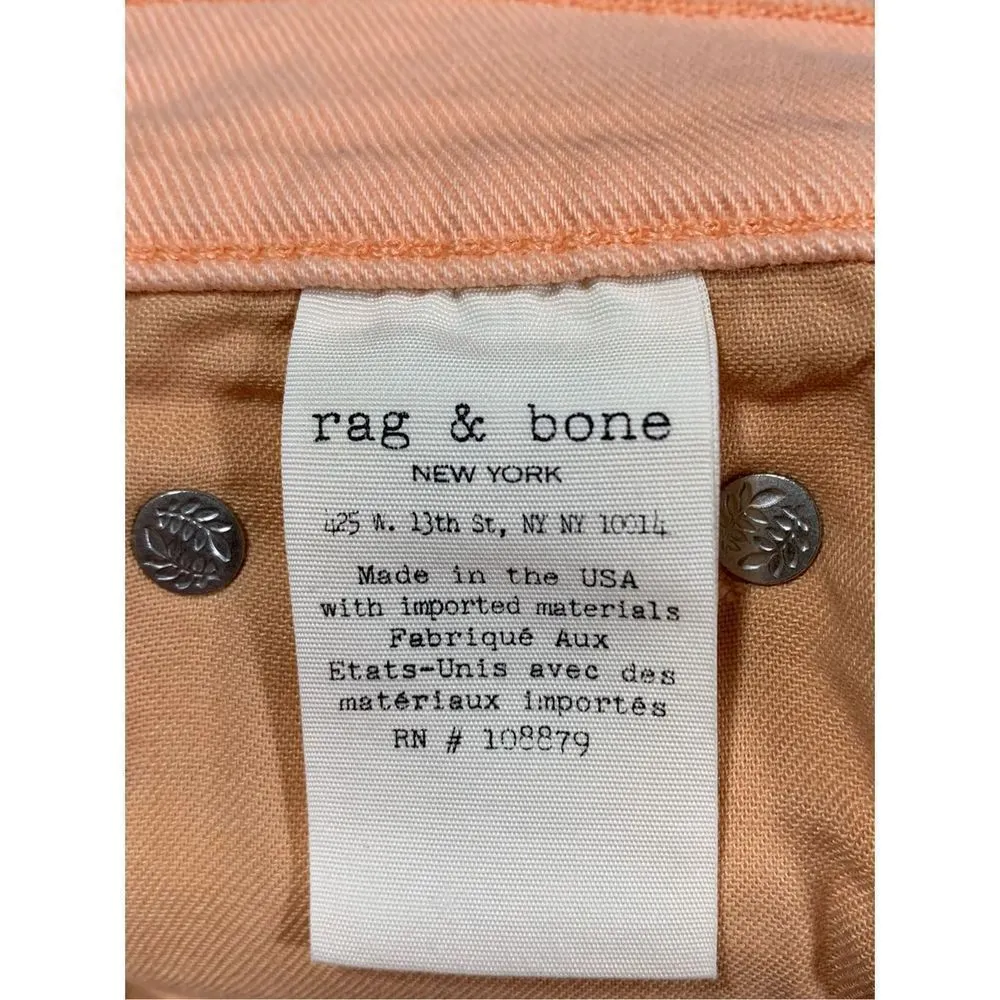 rag & bone
NEW YORK
425 W. 13th St, NY NY 10014
Made in the USA
with imported materials
Fabriqué Aux
Etats-Unis avec des
matériaux importés
RN # 108879